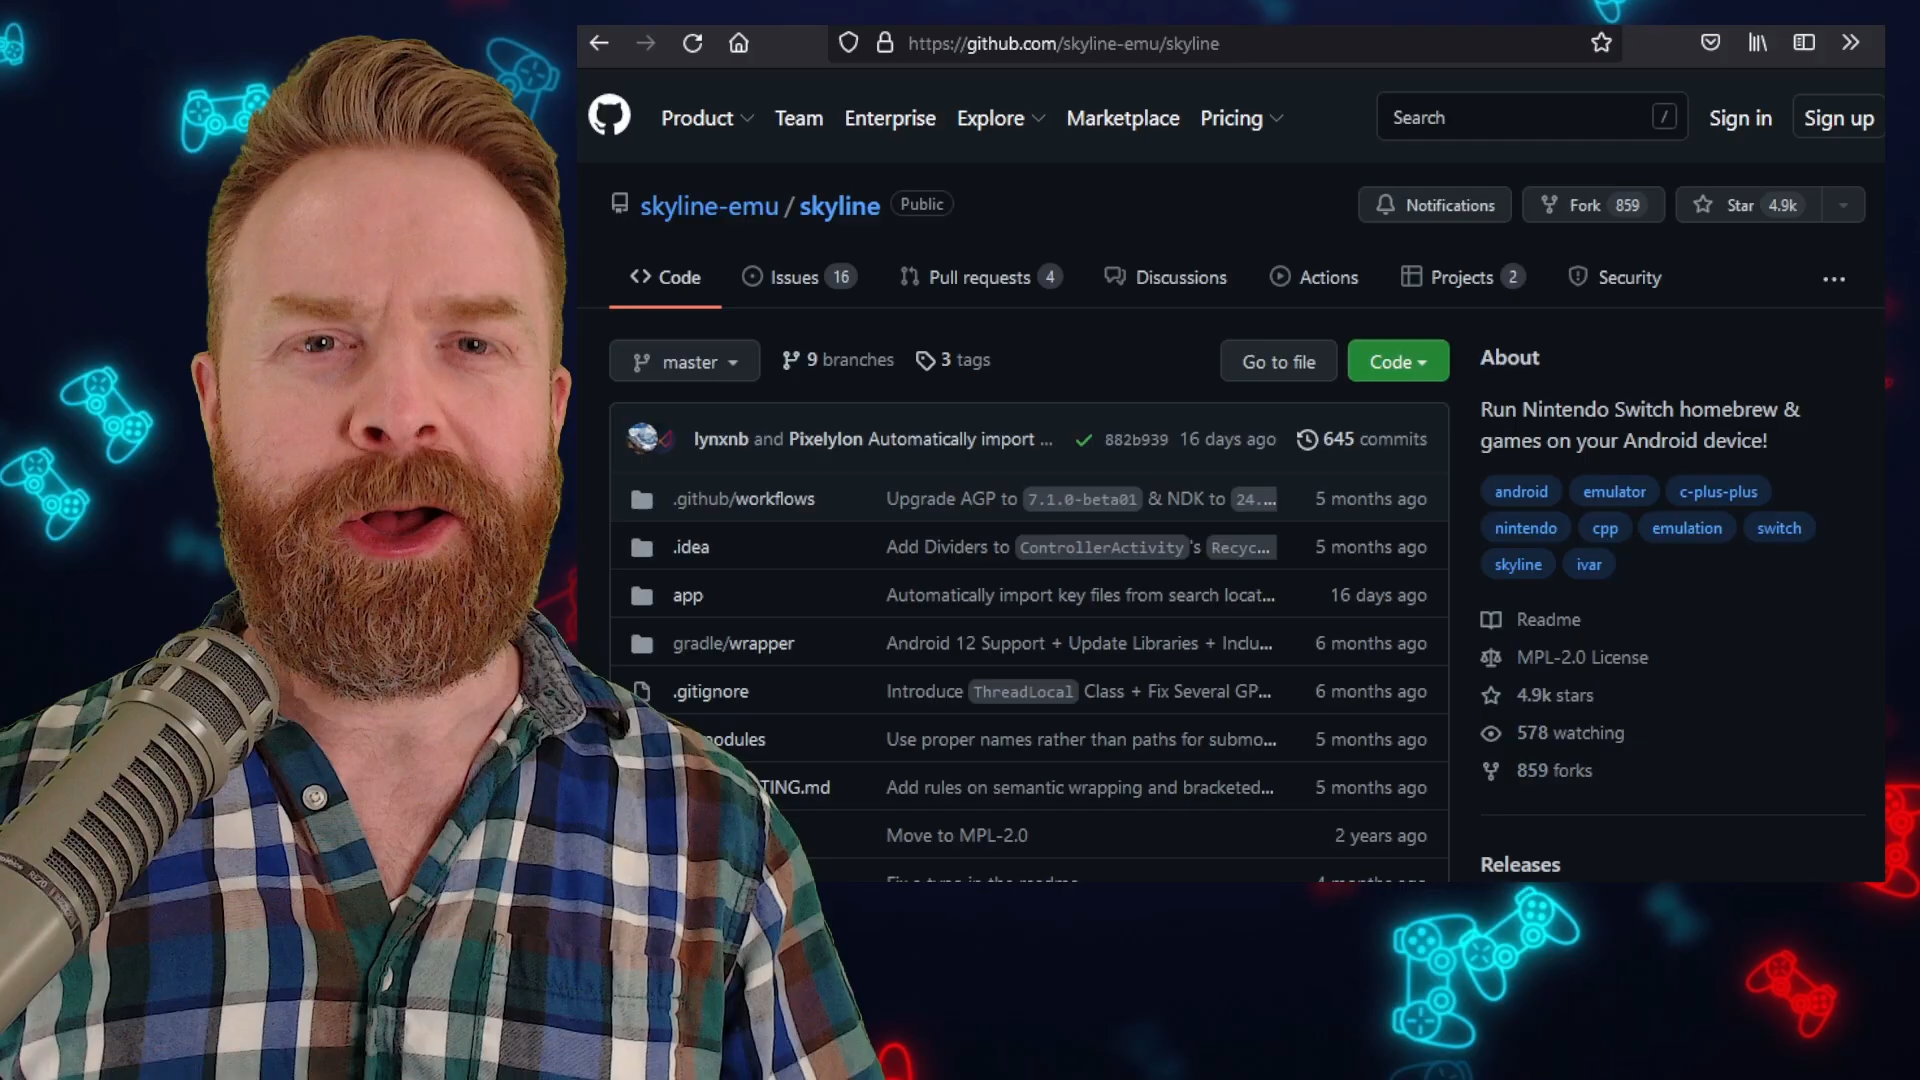 https://github.com/skyline-emu/skyline
Product Team Enterprise Explore Marketplace Pricing Search / Sign in Sign up
skyline-emu / skyline Public Notifications Fork 859 Star 4.9k
Code Issues 16 Pull requests 4 Discussions Actions Projects 2 Security ...
master 9 branches 3 tags Go to file Code
lynxnb and Pixelylon Automatically import ... 882b939 16 days ago 645 commits
.github/workflows Upgrade AGP to 7.1.0-beta01 & NDK to 24.... 5 months ago
.idea Add Dividers to ControllerActivity's Recyc... 5 months ago
app Automatically import key files from search locat... 16 days ago
gradle/wrapper Android 12 Support + Update Libraries + Inclu... 6 months ago
.gitignore Introduce ThreadLocal Class + Fix Several GP... 6 months ago
odules Use proper names rather than paths for submo... 5 months ago
TING.md Add rules on semantic wrapping and bracketed... 5 months ago
Move to MPL-2.0 2 years ago
About
Run Nintendo Switch homebrew &
games on your Android device!
android emulator c-plus-plus
nintendo cpp emulation switch
skyline ivar
Readme
MPL-2.0 License
4.9k stars
578 watching
859 forks
Releases
RE20